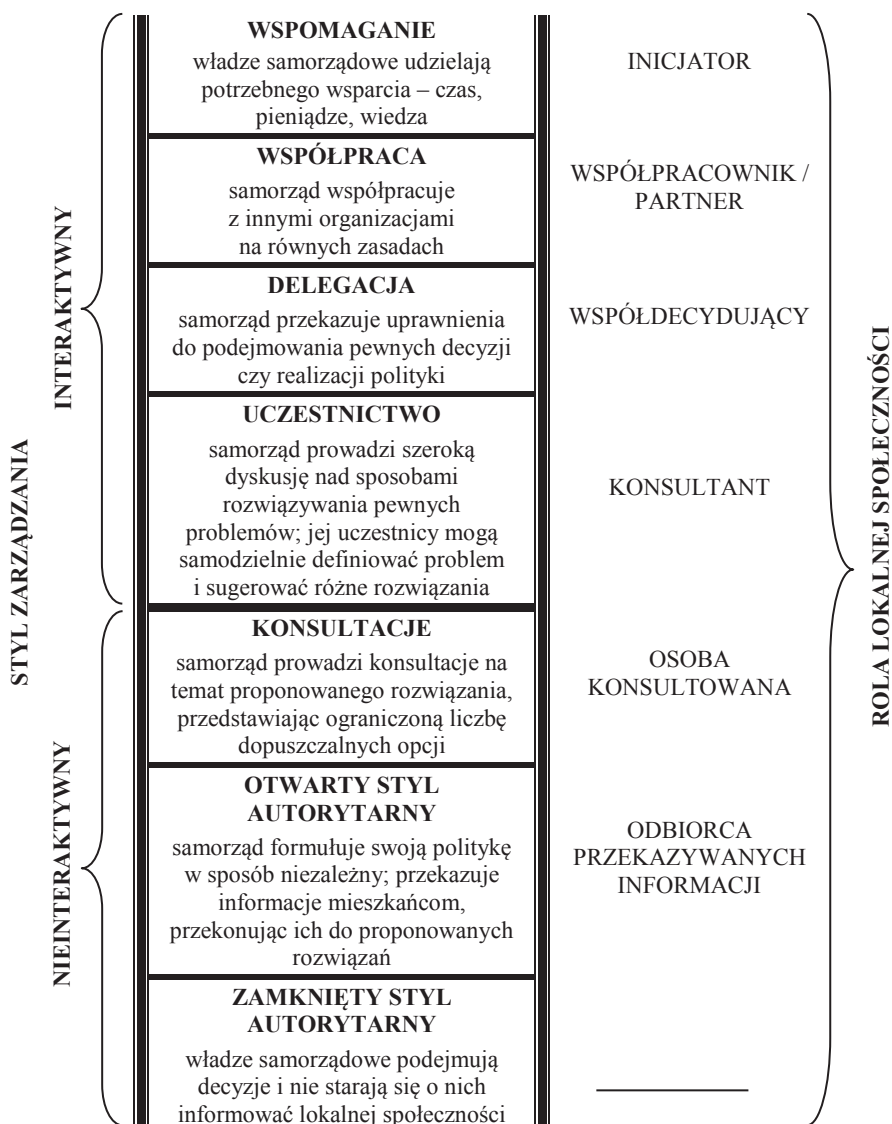 STYL ZARZĄDZANIA
INTERAKTYWNY
NIEINTERAKTYWNY
WSPOMAGANIE
władze samorządowe udzielają
potrzebnego wsparcia – czas,
pieniądze, wiedza
INICJATOR
WSPÓŁPRACA
samorząd współpracuje
z innymi organizacjami
na równych zasadach
WSPÓŁPRACOWNIK /
PARTNER
DELEGACJA
samorząd przekazuje uprawnienia
do podejmowania pewnych decyzji
czy realizacji polityki
WSPÓŁDECYDUJĄCY
UCZESTNICTWO
samorząd prowadzi szeroką
dyskusję nad sposobami
rozwiązywania pewnych
problemów; jej uczestnicy mogą
samodzielnie definiować problem
i sugerować różne rozwiązania
KONSULTANT
KONSULTACJE
samorząd prowadzi konsultacje na
temat proponowanego rozwiązania,
przedstawiając ograniczoną liczbę
dopuszczalnych opcji
OSOBA
KONSULTOWANA
OTWARTY STYL
AUTORYTARNY
samorząd formułuje swoją politykę
w sposób niezależny; przekazuje
informacje mieszkańcom,
przekonując ich do proponowanych
rozwiązań
ODBIORCA
PRZEKAZYWANYCH
INFORMACJI
ZAMKNIĘTY STYL
AUTORYTARNY
władze samorządowe podejmują
decyzje i nie starają się o nich
informować lokalnej społeczności
ROLA LOKALNEJ SPOŁECZNOŚCI